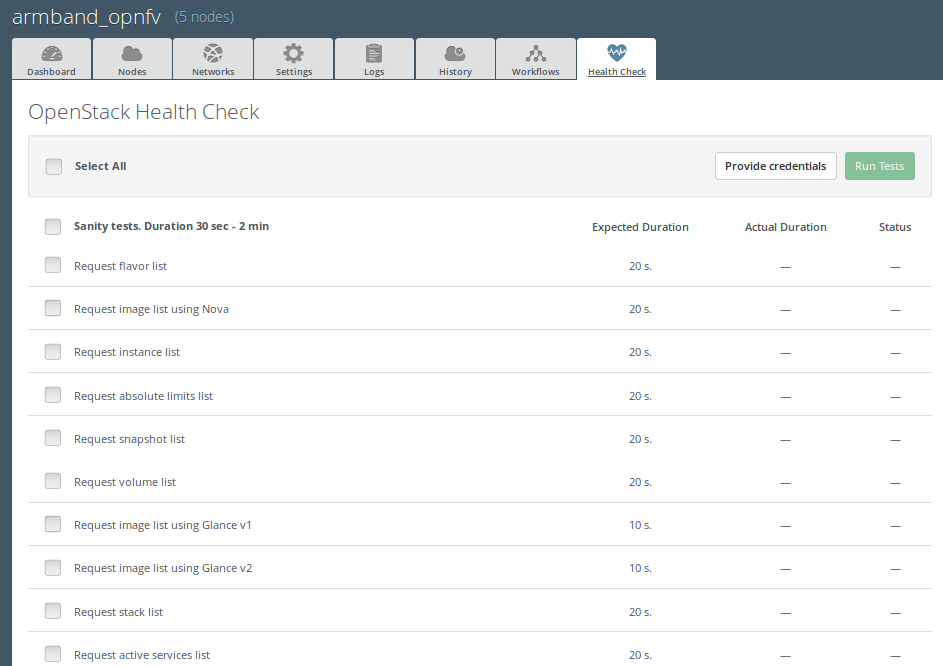 armband_opnfv (5 nodes)
Dashboard Nodes Networks Settings Logs History Workflows Health Check
OpenStack Health Check
Select All Provide credentials Run Tests
Sanity tests. Duration 30 sec - 2 min Expected Duration Actual Duration Status
Request flavor list 20 s. — —
Request image list using Nova 20 s. — —
Request instance list 20 s. — —
Request absolute limits list 20 s. — —
Request snapshot list 20 s. — —
Request volume list 20 s. — —
Request image list using Glance v1 10 s. — —
Request image list using Glance v2 10 s. — —
Request stack list 20 s. — —
Request active services list 20 s. — —